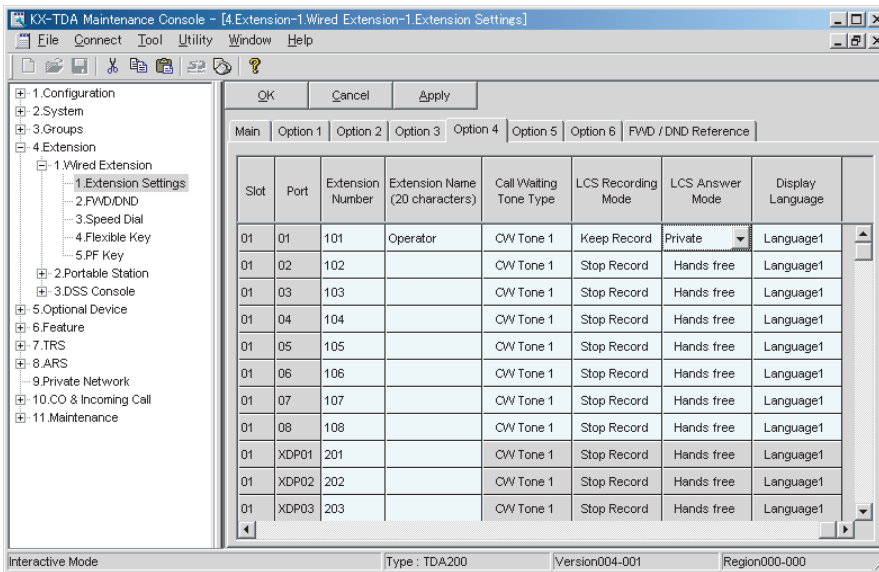 KX-TDA Maintenance Console - [4.Extension-1.Wired Extension-1.Extension Settings]
File Connect Tool Utility Window Help
1.Configuration
2.System
3.Groups
4.Extension
1.Wired Extension
1.Extension Settings
2.FWD/DND
3.Speed Dial
4.Flexible Key
5.PF Key
2.Portable Station
3.DSS Console
5.Optional Device
6.Feature
7.TRS
8.ARS
9.Private Network
10.CO & Incoming Call
11.Maintenance
OK Cancel Apply
Main Option 1 Option 2 Option 3 Option 4 Option 5 Option 6 FWD / DND Reference
Slot Port Extension Number Extension Name (20 characters) Call Waiting Tone Type LCS Recording Mode LCS Answer Mode Display Language
01 01 101 Operator CW Tone 1 Keep Record Private Language1
01 02 102 CW Tone 1 Stop Record Hands free Language1
01 03 103 CW Tone 1 Stop Record Hands free Language1
01 04 104 CW Tone 1 Stop Record Hands free Language1
01 05 105 CW Tone 1 Stop Record Hands free Language1
01 06 106 CW Tone 1 Stop Record Hands free Language1
01 07 107 CW Tone 1 Stop Record Hands free Language1
01 08 108 CW Tone 1 Stop Record Hands free Language1
01 XDP01 201 CW Tone 1 Stop Record Hands free Language1
01 XDP02 202 CW Tone 1 Stop Record Hands free Language1
01 XDP03 203 CW Tone 1 Stop Record Hands free Language1
Interactive Mode Type : TDA200 Version004-001 Region000-000